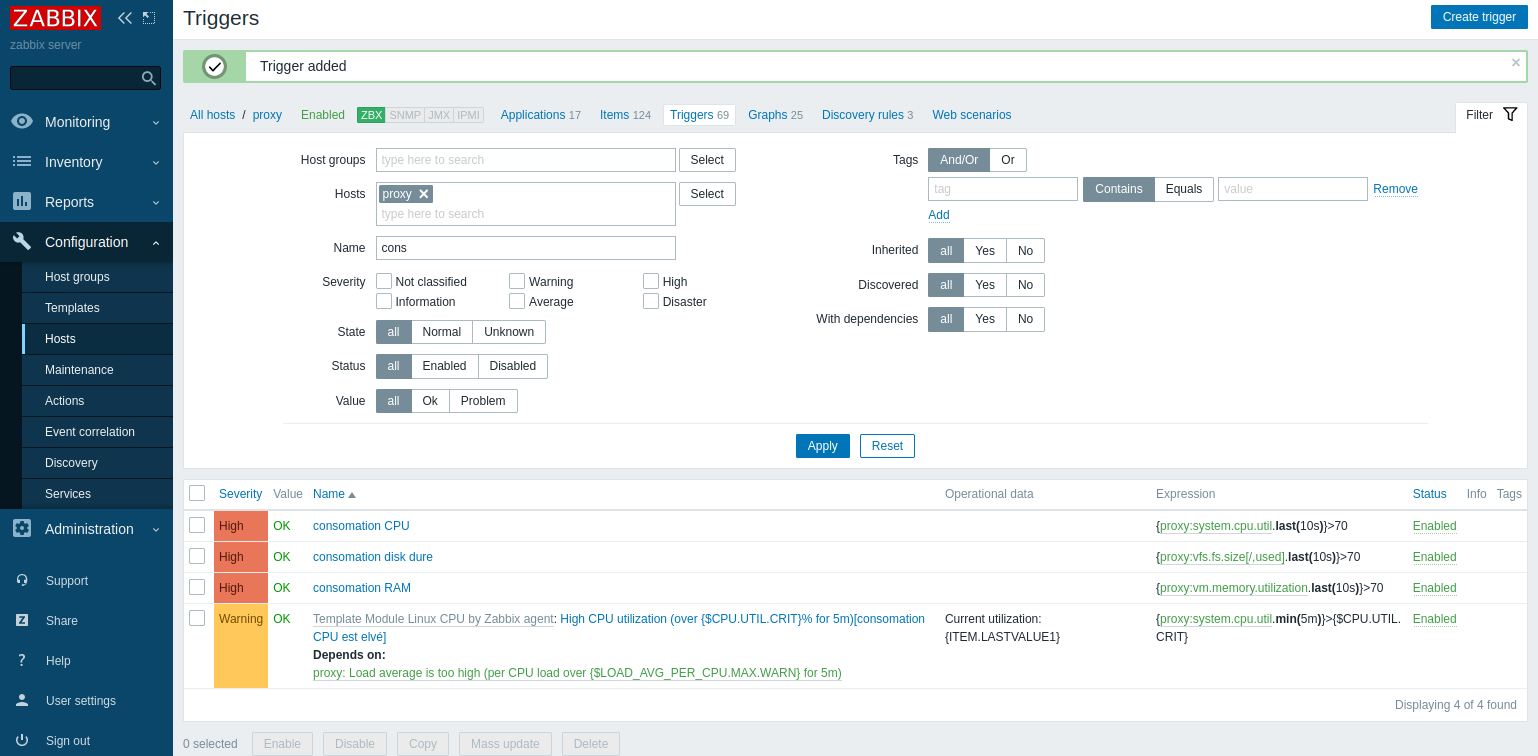 ZABBIX
zabbix server
Monitoring
Inventory
Reports
Configuration
Host groups
Templates
Hosts
Maintenance
Actions
Event correlation
Discovery
Services
Administration
Support
Share
Help
User settings
Sign out
Triggers
Create trigger
Trigger added
All hosts / proxy Enabled ZBX SNMP JMX IPMI Applications 17 Items 124 Triggers 69 Graphs 25 Discovery rules 3 Web scenarios Filter
Host groups type here to search Select
Hosts proxy Select
type here to search
Name cons
Severity Not classified Warning High
Information Average Disaster
State all Normal Unknown
Status all Enabled Disabled
Value all Ok Problem
Tags And/Or Or
tag Contains Equals value Remove
Add
Inherited all Yes No
Discovered all Yes No
With dependencies all Yes No
Apply Reset
Severity Value Name Operational data Expression Status Info Tags
High OK consomation CPU {proxy:system.cpu.util.last(10s)}>70 Enabled
High OK consomation disk dure {proxy:vfs.fs.size[/,used].last(10s)}>70 Enabled
High OK consomation RAM {proxy:vm.memory.utilization.last(10s)}>70 Enabled
Warning OK Template Module Linux CPU by Zabbix agent: High CPU utilization (over {$CPU.UTIL.CRIT}% for 5m)[consomation Current utilization: {proxy:system.cpu.util.min(5m)}>{$CPU.UTIL. Enabled
CPU est elvé] {ITEM.LASTVALUE1} CRIT}
Depends on:
proxy: Load average is too high (per CPU load over {$LOAD_AVG_PER_CPU.MAX.WARN} for 5m)
Displaying 4 of 4 found
0 selected Enable Disable Copy Mass update Delete